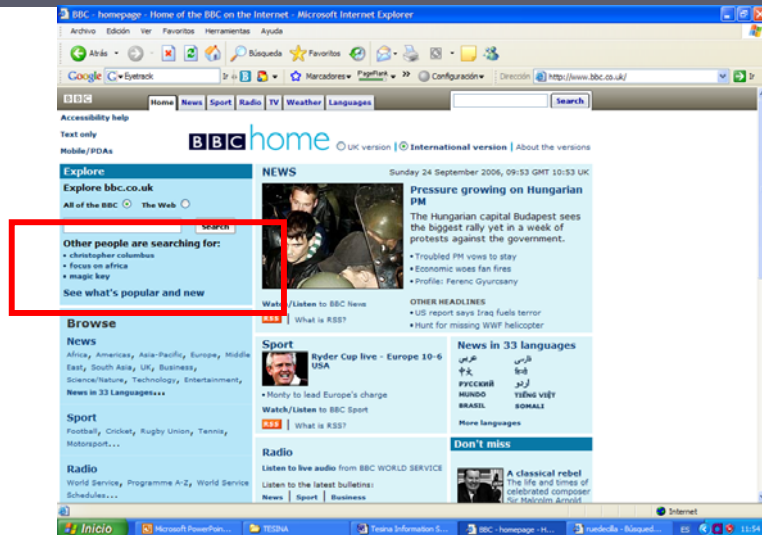 BBC - homepage - Home of the BBC on the Internet - Microsoft Internet Explorer
Archivo Edición Ver Favoritos Herramientas Ayuda
Atrás Búsqueda Favoritos
Google Eyetrack Ir Marcadores PageRank Configuración Dirección http://www.bbc.co.uk/ Ir
BBC Home News Sport Radio TV Weather Languages Search
Accessibility help
Text only
Mobile/PDAs
BBC home UK version International version About the versions
Explore
Explore bbc.co.uk
All of the BBC The Web
Search
Other people are searching for:
• christopher columbus
• focus on africa
• magic key
See what's popular and new
Browse
News
Africa, Americas, Asia-Pacific, Europe, Middle
East, South Asia, UK, Business,
Science/Nature, Technology, Entertainment,
News in 33 Languages...
Sport
Football, Cricket, Rugby Union, Tennis,
Motorsport...
Radio
World Service, Programme A-Z, World Service
Schedules...
NEWS Sunday 24 September 2006, 09:53 GMT 10:53 UK
Pressure growing on Hungarian
PM
The Hungarian capital Budapest sees
the biggest rally yet in a week of
protests against the government.
• Troubled PM vows to stay
• Economic woes fan fires
• Profile: Ferenc Gyurcsany
Watch/Listen to BBC News
RSS | What is RSS?
OTHER HEADLINES
• US report says Iraq fuels terror
• Hunt for missing WWF helicopter
Sport
Ryder Cup live - Europe 10-6
USA
• Monty to lead Europe's charge
Watch/Listen to BBC Sport
RSS | What is RSS?
Radio
Listen to live audio from BBC WORLD SERVICE
Listen to the latest bulletins:
News | Sport | Business
News in 33 languages
عربي فارسی
中文 हिन्दी
РУССКИЙ اردو
MUNDO TIẾNG VIỆT
BRASIL SOMALI
More languages
Don't miss
A classical rebel
The life and times of
celebrated composer
Sir Malcolm Arnold
Internet
Inicio Microsoft PowerPoin... TESINA Tesina Information S... BBC - homepage - H... ruedecilla - Búsqued... ES 11:54